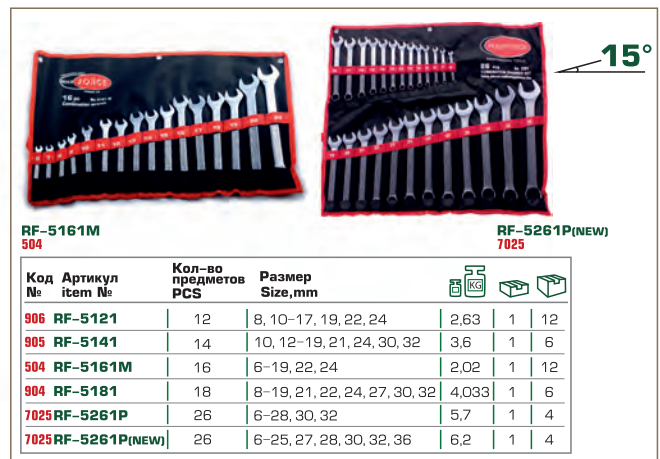 ROCKFORCE
16 pc
15°
RF-5161M
504
RF-5261P(NEW)
7025
Код Артикул Кол-во предметов Размер
№ item № PCS Size,mm KG
906 RF-5121 12 8, 10-17, 19, 22, 24 2,63 1 12
905 RF-5141 14 10, 12-19, 21, 24, 30, 32 3,6 1 6
504 RF-5161M 16 6-19, 22, 24 2,02 1 12
904 RF-5181 18 8-19, 21, 22, 24, 27, 30, 32 4,033 1 6
7025 RF-5261P 26 6-28, 30, 32 5,7 1 4
7025 RF-5261P(NEW) 26 6-25, 27, 28, 30, 32, 36 6,2 1 4